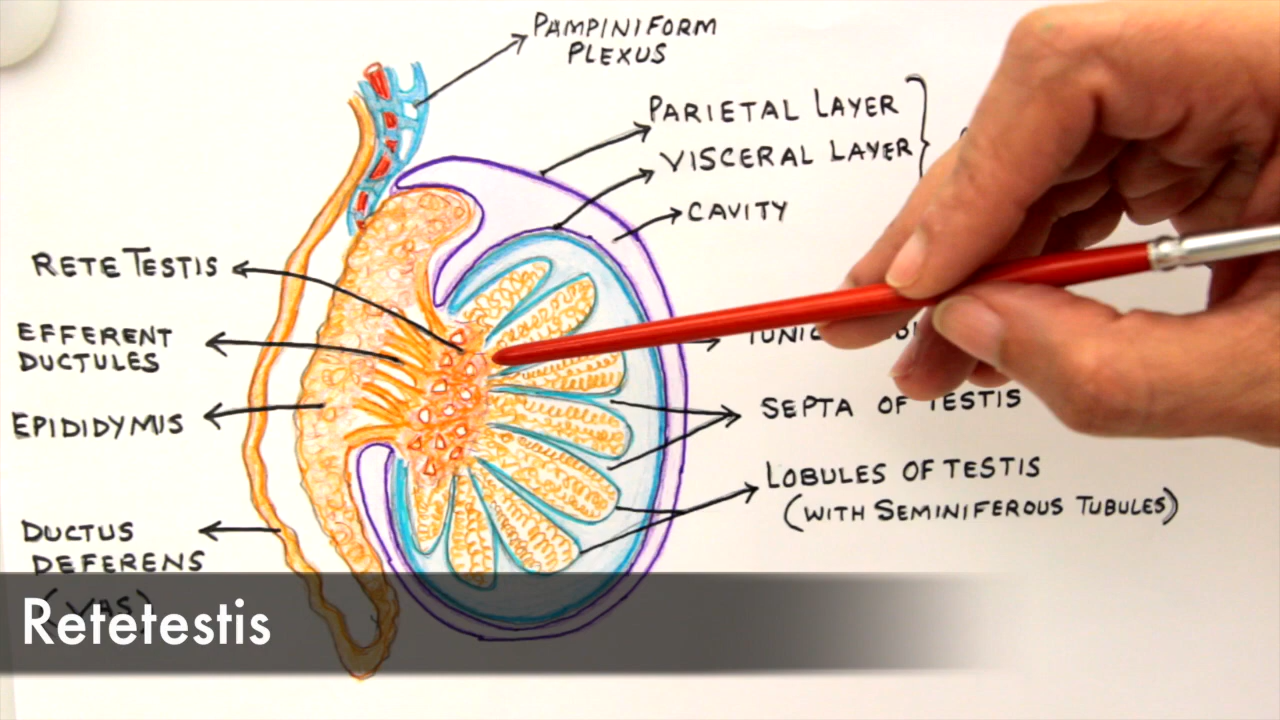 PAMPINIFORM
PLEXUS
PARIETAL LAYER
VISCERAL LAYER
CAVITY
RETE TESTIS
EFFERENT
DUCTULES
EPIDIDYMIS
DUCTUS
DEFERENS
(VAS)
SEPTA OF TESTIS
LOBULES OF TESTIS
(WITH SEMINIFEROUS TUBULES)
Retetestis